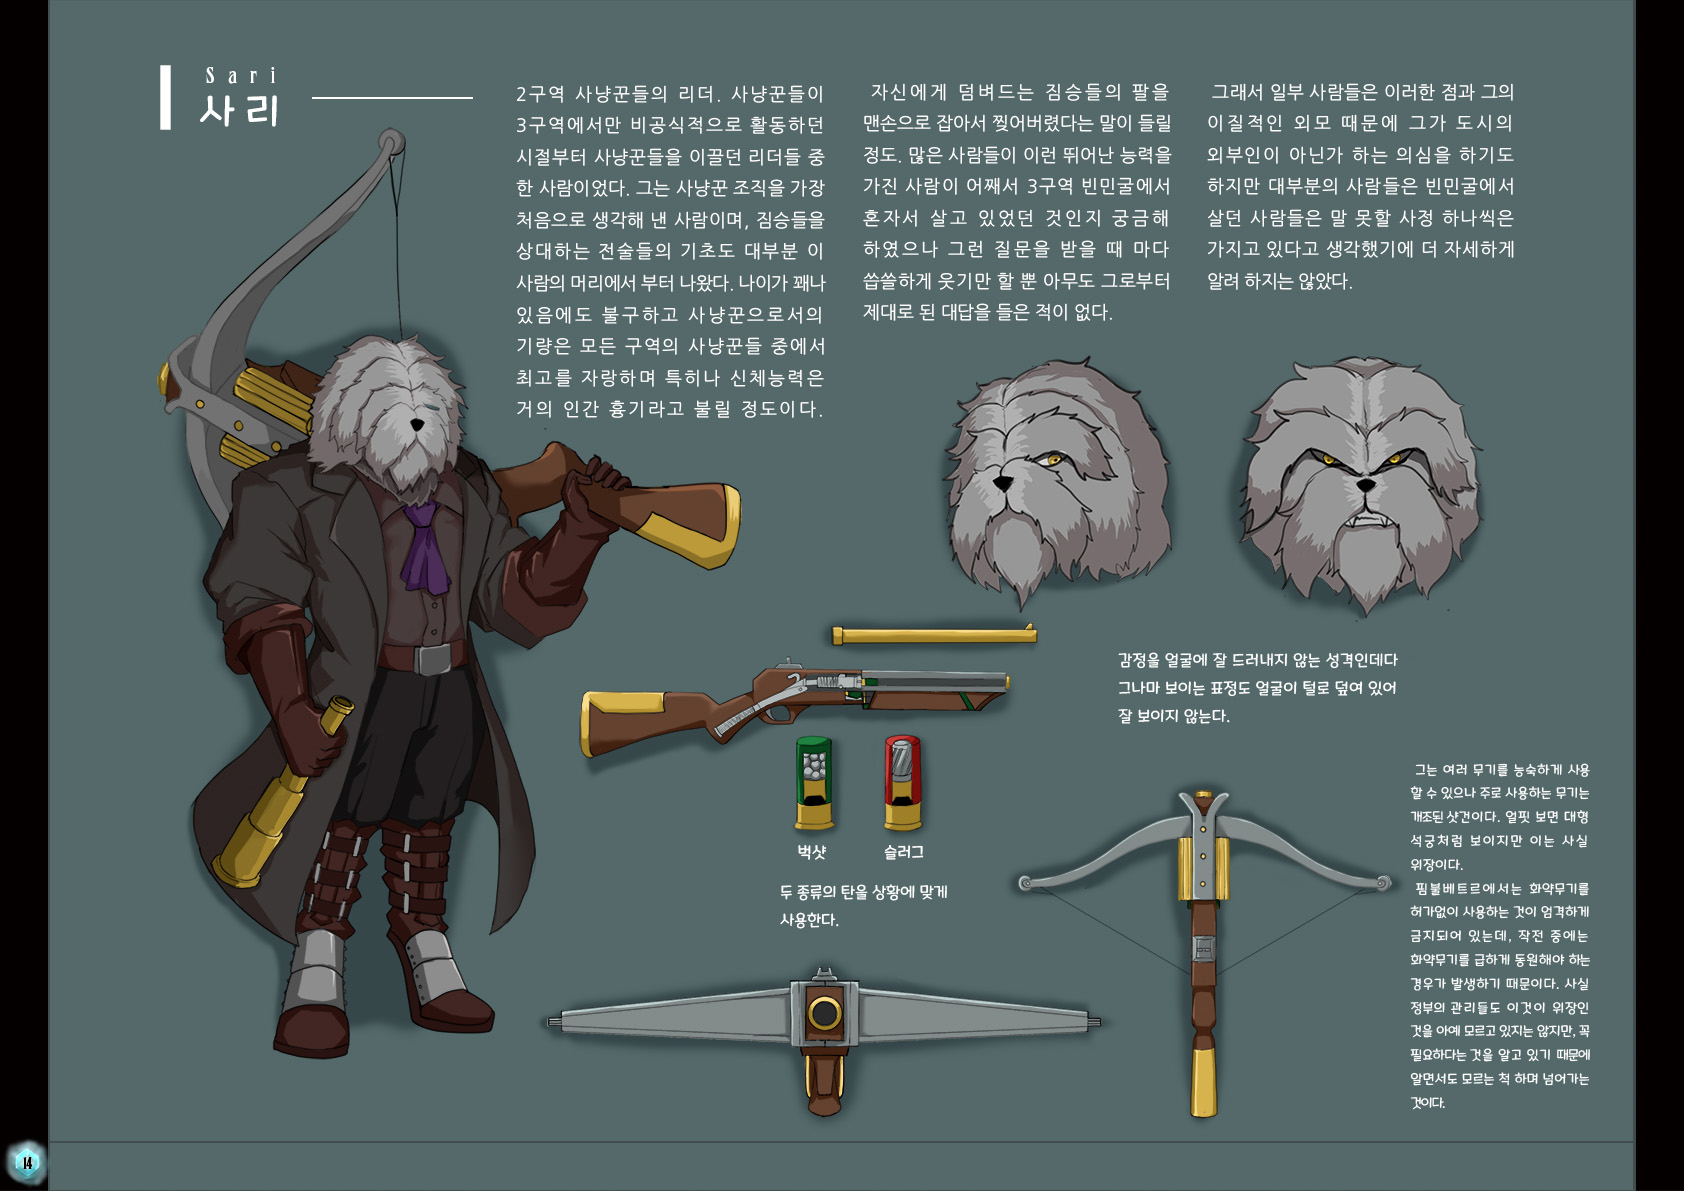 Sari
사리
2구역 사냥꾼들의 리더. 사냥꾼들이
3구역에서만 비공식적으로 활동하던
시절부터 사냥꾼들을 이끌던 리더들 중
한 사람이었다. 그는 사냥꾼 조직을 가장
처음으로 생각해 낸 사람이며, 짐승들을
상대하는 전술들의 기초도 대부분 이
사람의 머리에서 부터 나왔다. 나이가 꽤나
있음에도 불구하고 사냥꾼으로서의
기량은 모든 구역의 사냥꾼들 중에서
최고를 자랑하며 특히나 신체능력은
거의 인간 흉기라고 불릴 정도이다.
자신에게 덤벼드는 짐승들의 팔을
맨손으로 잡아서 찢어버렸다는 말이 들릴
정도. 많은 사람들이 이런 뛰어난 능력을
가진 사람이 어째서 3구역 빈민굴에서
혼자서 살고 있었던 것인지 궁금해
하였으나 그런 질문을 받을 때 마다
씁쓸하게 웃기만 할 뿐 아무도 그로부터
제대로 된 대답을 들은 적이 없다.
그래서 일부 사람들은 이러한 점과 그의
이질적인 외모 때문에 그가 도시의
외부인이 아닌가 하는 의심을 하기도
하지만 대부분의 사람들은 빈민굴에서
살던 사람들은 말 못할 사정 하나씩은
가지고 있다고 생각했기에 더 자세하게
알려 하지는 않았다.
감정을 얼굴에 잘 드러내지 않는 성격인데다
그나마 보이는 표정도 얼굴이 털로 덮여 있어
잘 보이지 않는다.
벅샷
슬러그
두 종류의 탄을 상황에 맞게
사용한다.
그는 여러 무기를 능숙하게 사용
할 수 있으나 주로 사용하는 무기는
개조된 샷건이다. 얼핏 보면 대형
석궁처럼 보이지만 이는 사실
위장이다.
핌불베트르에서는 화약무기를
허가없이 사용하는 것이 엄격하게
금지되어 있는데, 작전 중에는
화약무기를 급하게 동원해야 하는
경우가 발생하기 때문이다. 사실
정부의 관리들도 이것이 위장인
것을 아예 모르고 있지는 않지만, 꼭
필요하다는 것을 알고 있기 때문에
알면서도 모르는 척 하며 넘어가는
것이다.
14